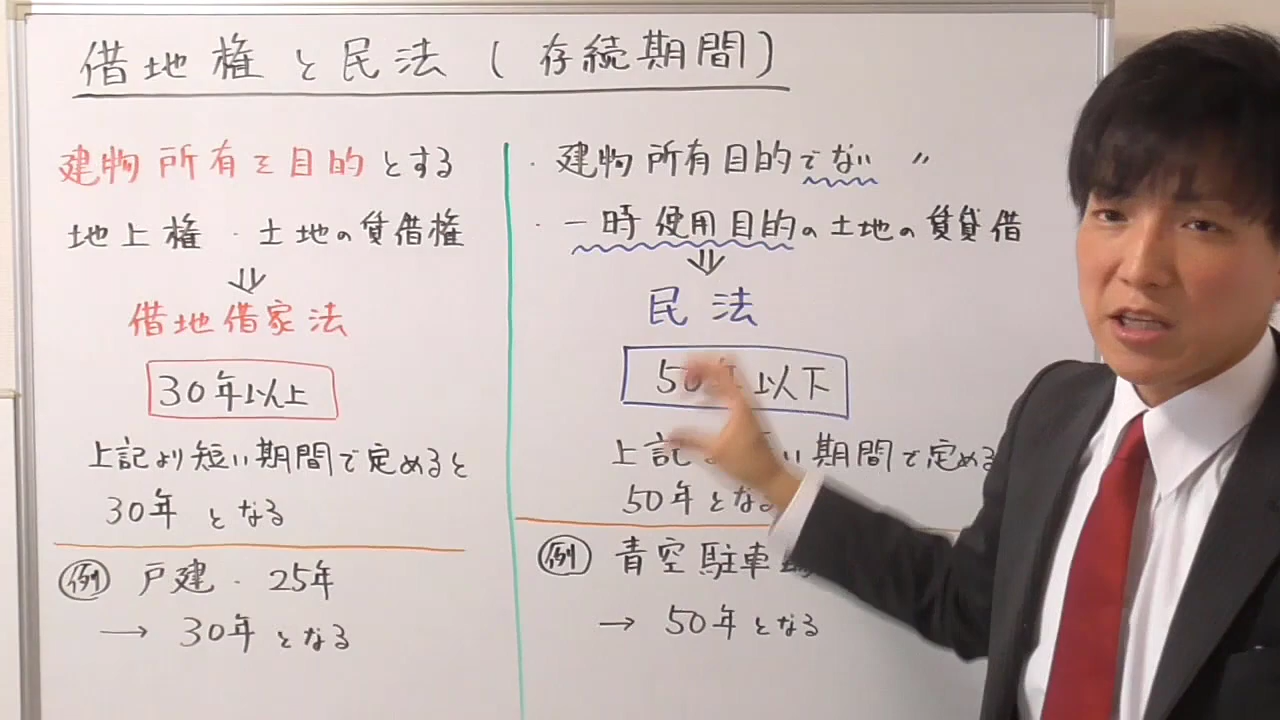 借地権と民法(存続期間)
建物所有を目的とする
地上権・土地の賃借権
⇓
借地借家法
30年以上
上記より短い期間で定めると
30年となる
例 戸建・25年
→ 30年となる
・建物所有目的でない 〃
・一時使用目的の土地の賃貸借
⇓
民法
50年以下
上記 い期間で定める
50年とな
例 青空駐車
→ 50年となる